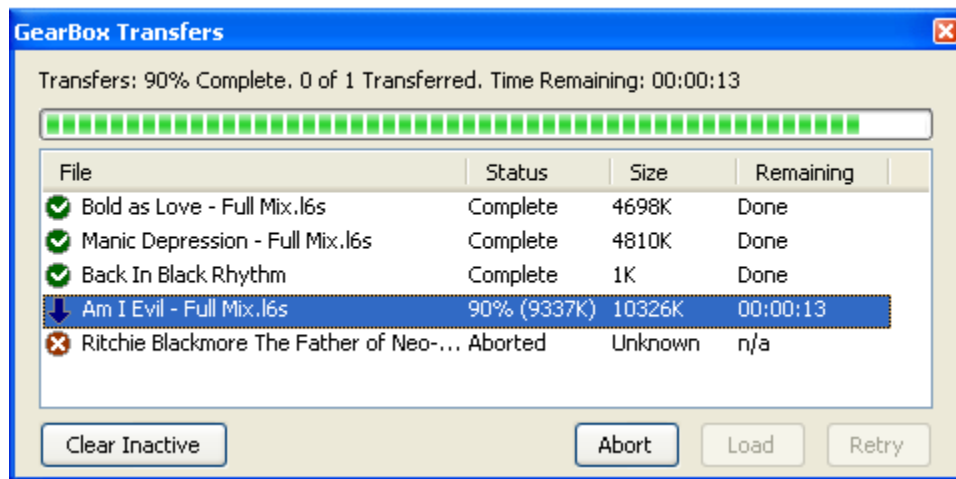 GearBox Transfers
Transfers: 90% Complete. 0 of 1 Transferred. Time Remaining: 00:00:13
File Status Size Remaining
Bold as Love - Full Mix.l6s Complete 4698K Done
Manic Depression - Full Mix.l6s Complete 4810K Done
Back In Black Rhythm Complete 1K Done
Am I Evil - Full Mix.l6s 90% (9337K) 10326K 00:00:13
Ritchie Blackmore The Father of Neo-... Aborted Unknown n/a
Clear Inactive Abort Load Retry